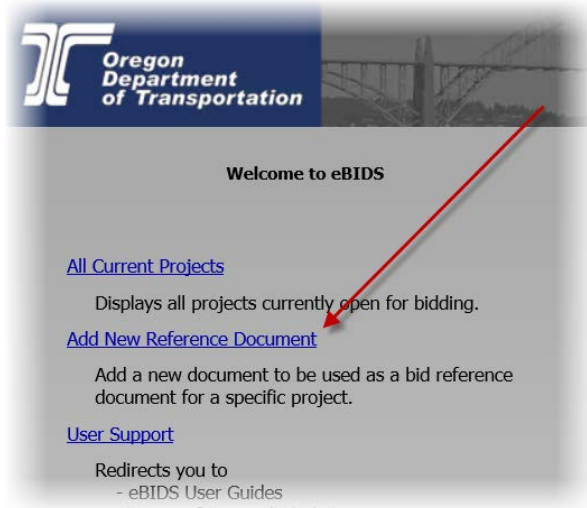 Oregon
Department
of Transportation
Welcome to eBIDS
All Current Projects
Displays all projects currently open for bidding.
Add New Reference Document
Add a new document to be used as a bid reference
document for a specific project.
User Support
Redirects you to
- eBIDS User Guides